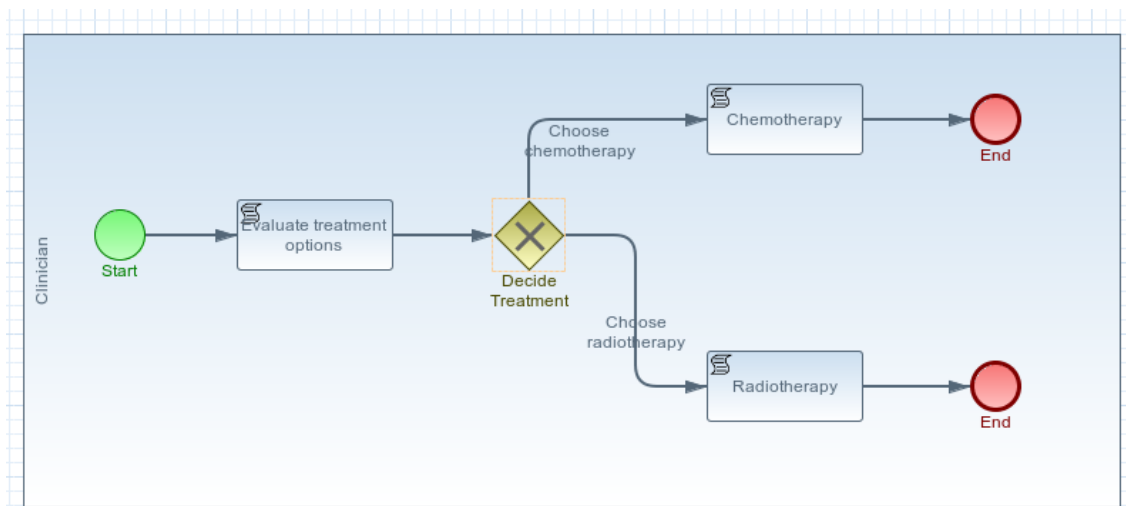 Clinician
Start
Evaluate treatment
options
Decide
Treatment
Choose
chemotherapy
Chemotherapy
End
Choose
radiotherapy
Radiotherapy
End